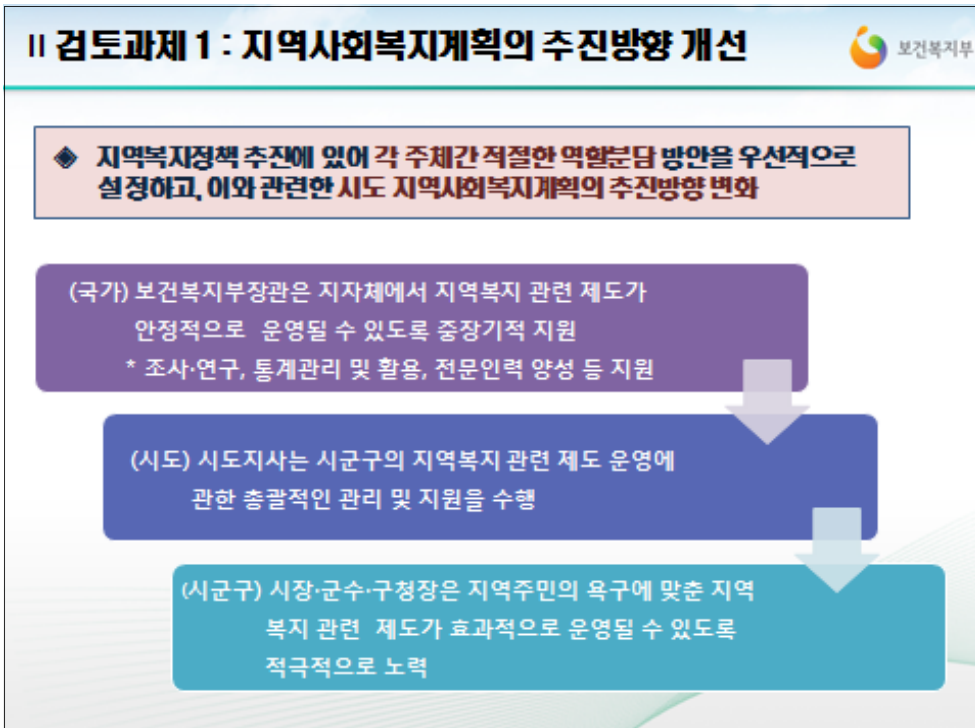 II 검토과제 1 : 지역사회복지계획의 추진방향 개선
보건복지부
◈ 지역복지정책 추진에 있어 각 주체간 적절한 역할분담 방안을 우선적으로
설정하고, 이와 관련한 시도 지역사회복지계획의 추진방향 변화
(국가) 보건복지부장관은 지자체에서 지역복지 관련 제도가
안정적으로 운영될 수 있도록 중장기적 지원
* 조사·연구, 통계관리 및 활용, 전문인력 양성 등 지원
(시도) 시도지사는 시군구의 지역복지 관련 제도 운영에
관한 총괄적인 관리 및 지원을 수행
(시군구) 시장·군수·구청장은 지역주민의 욕구에 맞춘 지역
복지 관련 제도가 효과적으로 운영될 수 있도록
적극적으로 노력